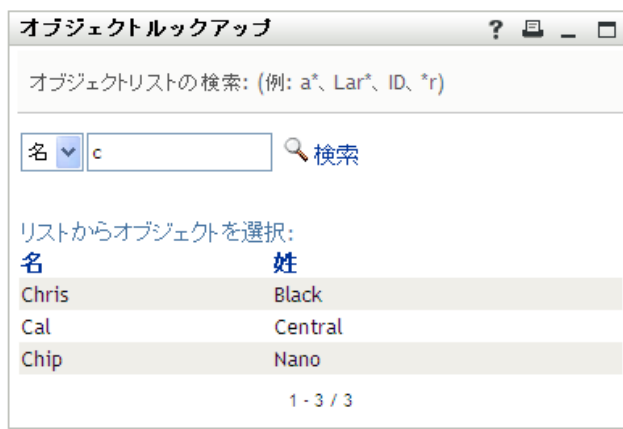 オブジェクトルックアップ ?
オブジェクトリストの検索: (例: a*、Lar*、ID、*r)
名 c 検索
リストからオブジェクトを選択:
名 姓
Chris Black
Cal Central
Chip Nano
1 - 3 / 3